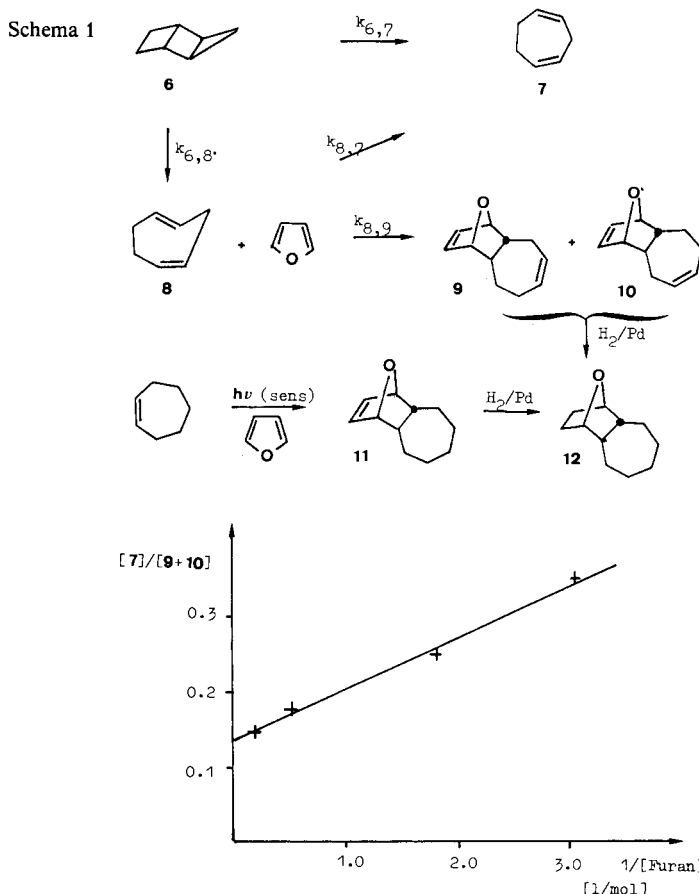 Schema 1
k6,7
6
7
k6,8·
k8,7
+
O
k8,9
+
O
O'
8
9
10
H2/Pd
hν (sens)
O
O
H2/Pd
O
11
12
[7]/[9+10]
0.3
0.2
0.1
1.0
2.0
3.0
1/[Furan]
[l/mol]